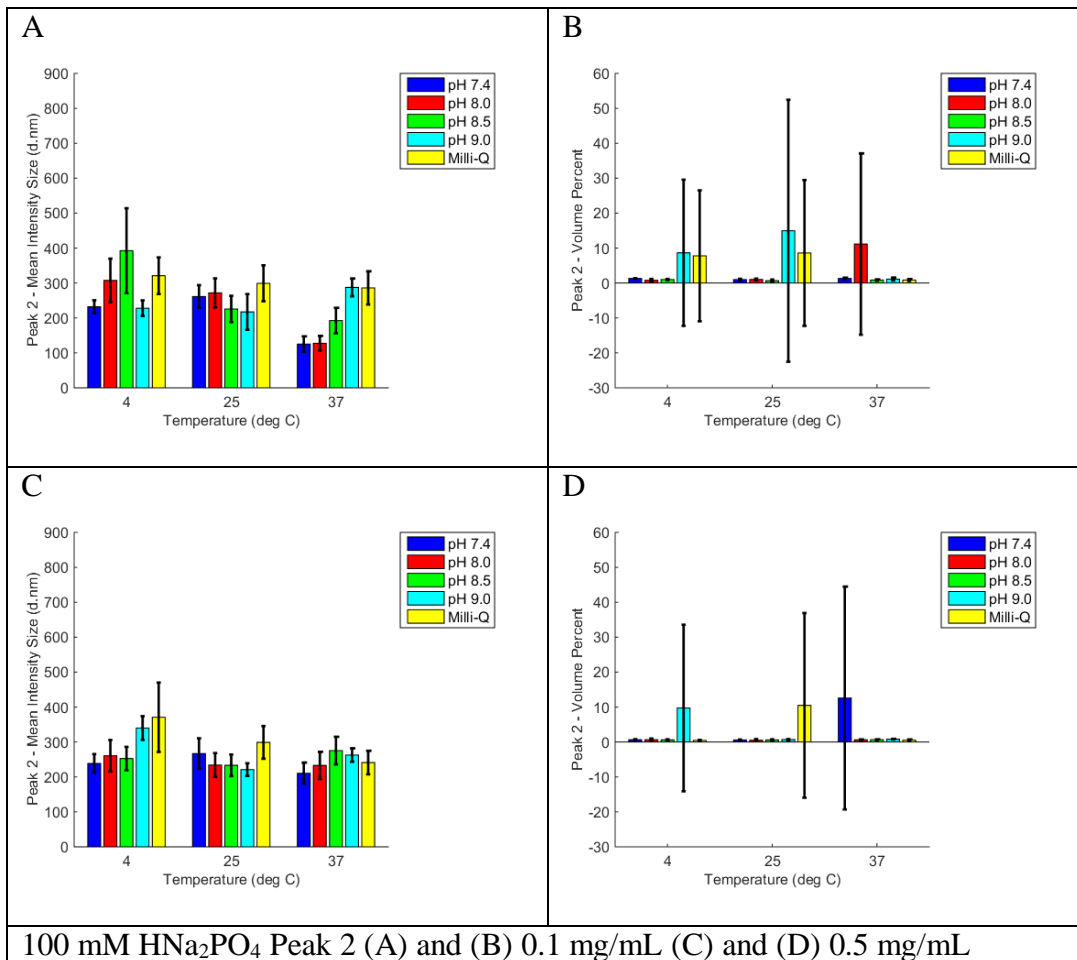 A
900
800
700
600
500
400
300
200
100
0
Peak 2 - Mean Intensity Size (d.nm)
4
25
37
Temperature (deg C)
pH 7.4
pH 8.0
pH 8.5
pH 9.0
Milli-Q
B
60
50
40
30
20
10
0
-10
-20
-30
Peak 2 - Volume Percent
4
25
37
Temperature (deg C)
pH 7.4
pH 8.0
pH 8.5
pH 9.0
Milli-Q
C
900
800
700
600
500
400
300
200
100
0
Peak 2 - Mean Intensity Size (d.nm)
4
25
37
Temperature (deg C)
pH 7.4
pH 8.0
pH 8.5
pH 9.0
Milli-Q
D
60
50
40
30
20
10
0
-10
-20
-30
Peak 2 - Volume Percent
4
25
37
Temperature (deg C)
pH 7.4
pH 8.0
pH 8.5
pH 9.0
Milli-Q
100 mM HNa₂PO₄ Peak 2 (A) and (B) 0.1 mg/mL (C) and (D) 0.5 mg/mL